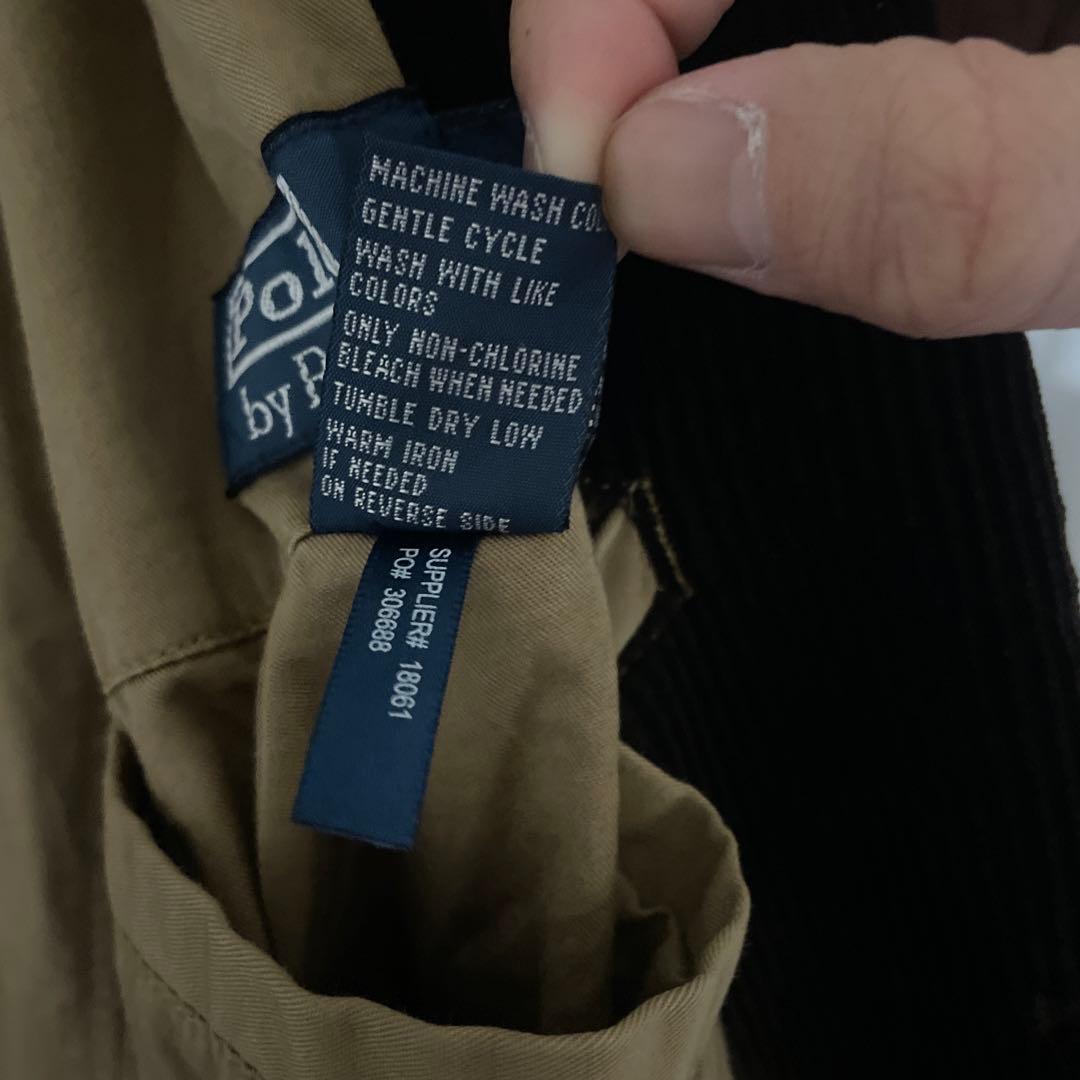 MACHINE WASH COL
GENTLE CYCLE
WASH WITH LIKE
COLORS
ONLY NON-CHLORINE
BLEACH WHEN NEEDED
TUMBLE DRY LOW
WARM IRON
IF NEEDED
ON REVERSE SIDE
Pol
by R
SUPPLIER# 18061
PO# 306688